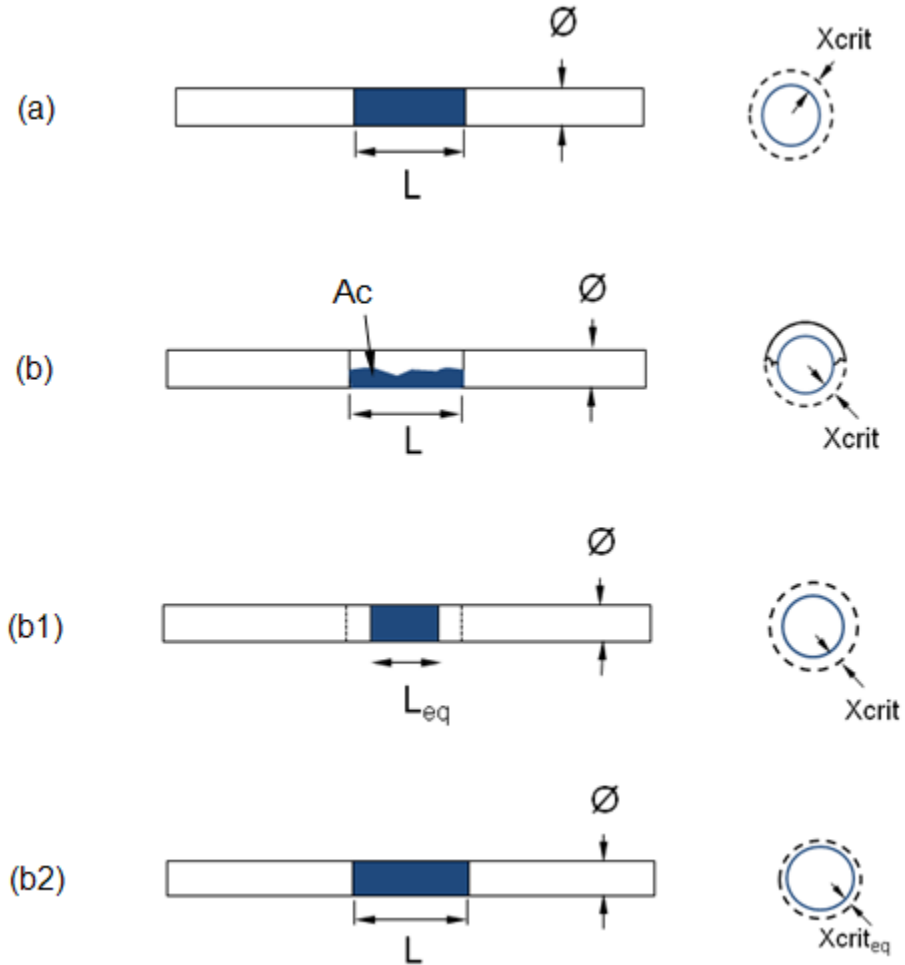 (a)
Ø
Xcrit
L
(b)
Ac
Ø
L
Xcrit
(b1)
Ø
Leq
Xcrit
(b2)
Ø
L
Xcriteq